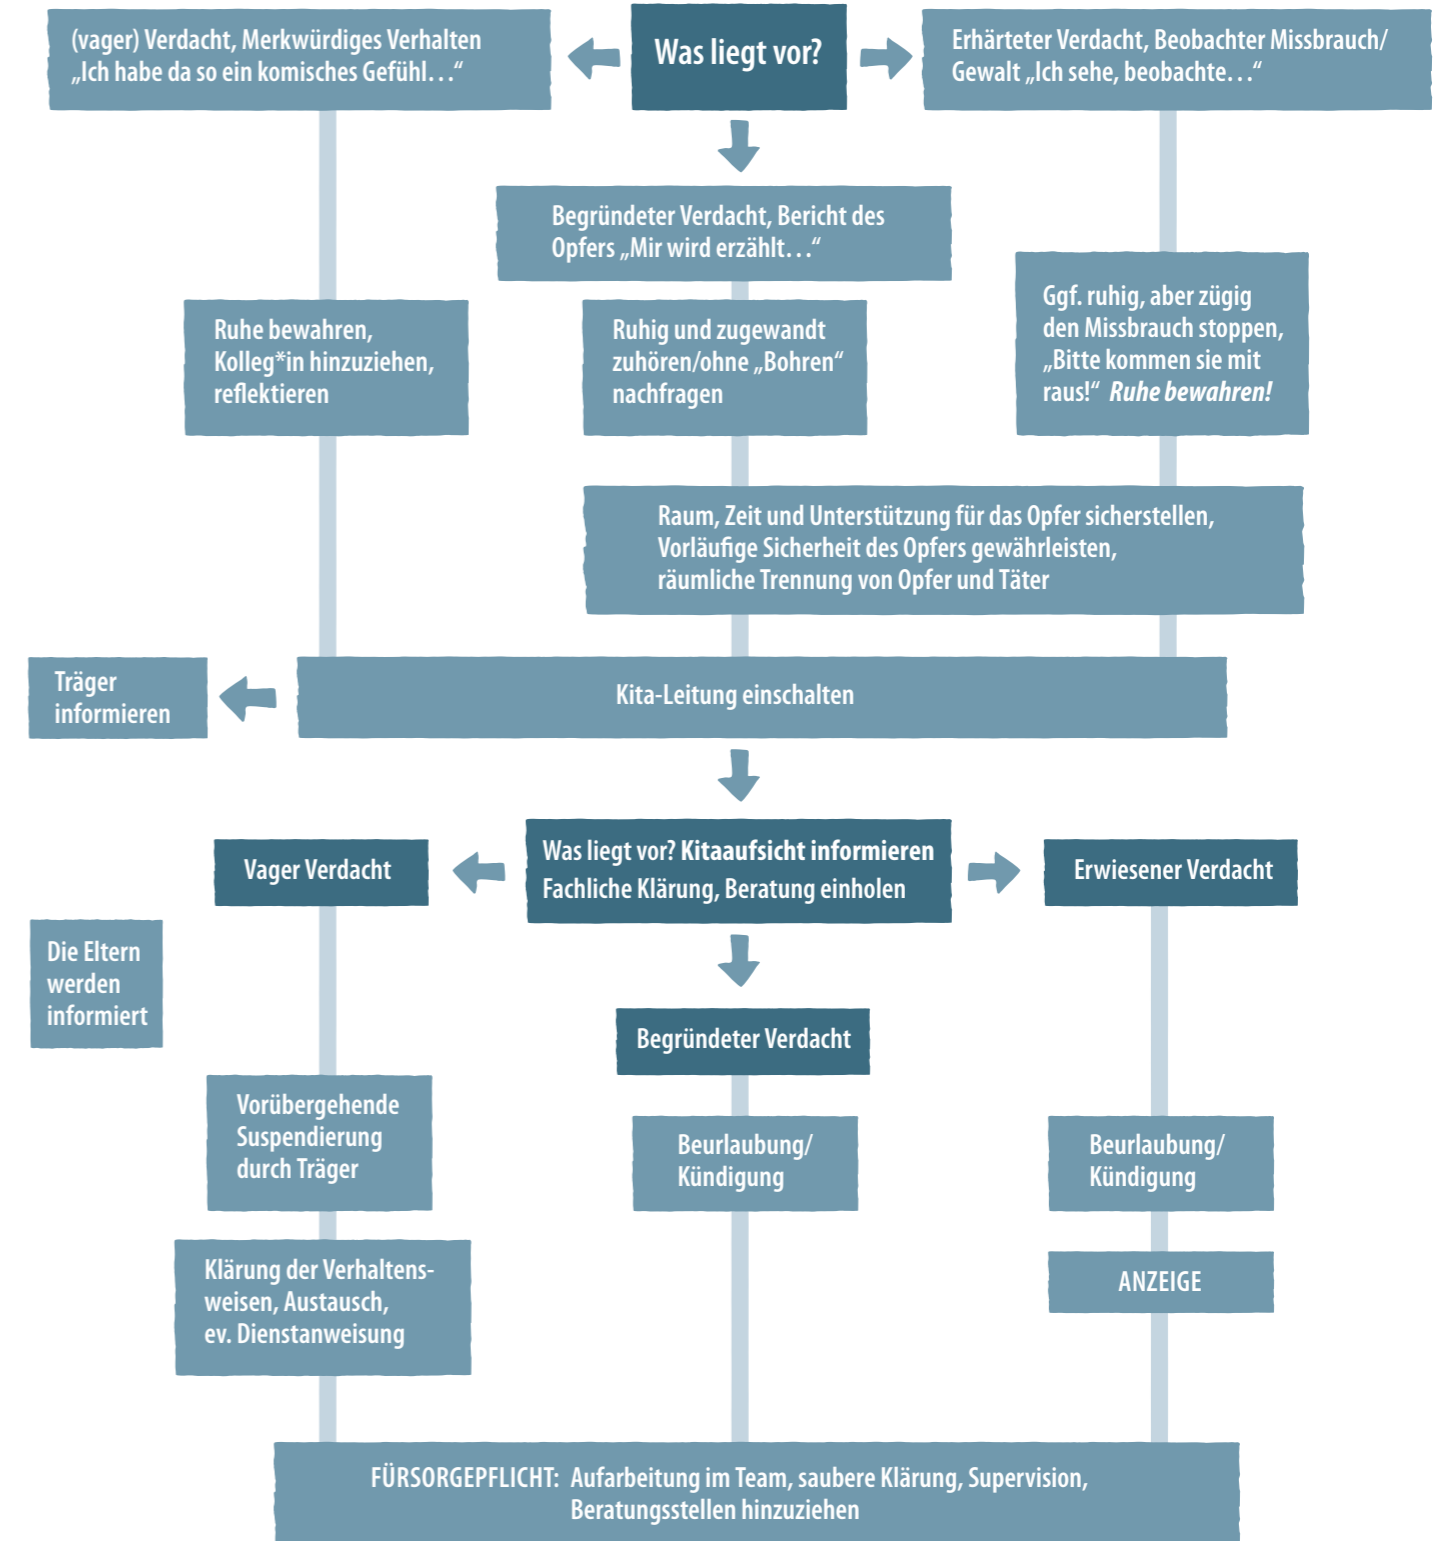 (vager) Verdacht, Merkwürdiges Verhalten
„Ich habe da so ein komisches Gefühl…“
Was liegt vor?
Erhärteter Verdacht, Beobachter Missbrauch/
Gewalt „Ich sehe, beobachte…“
Begründeter Verdacht, Bericht des
Opfers „Mir wird erzählt…“
Ruhe bewahren,
Kolleg*in hinzuziehen,
reflektieren
Ruhig und zugewandt
zuhören/ohne „Bohren“
nachfragen
Ggf. ruhig, aber zügig
den Missbrauch stoppen,
„Bitte kommen sie mit
raus!“ Ruhe bewahren!
Raum, Zeit und Unterstützung für das Opfer sicherstellen,
Vorläufige Sicherheit des Opfers gewährleisten,
räumliche Trennung von Opfer und Täter
Träger
informieren
Kita-Leitung einschalten
Vager Verdacht
Was liegt vor? Kitaaufsicht informieren
Fachliche Klärung, Beratung einholen
Erwiesener Verdacht
Die Eltern
werden
informiert
Begründeter Verdacht
Vorübergehende
Suspendierung
durch Träger
Beurlaubung/
Kündigung
Beurlaubung/
Kündigung
Klärung der Verhaltens-
weisen, Austausch,
ev. Dienstanweisung
ANZEIGE
FÜRSORGEPFLICHT: Aufarbeitung im Team, saubere Klärung, Supervision,
Beratungsstellen hinzuziehen